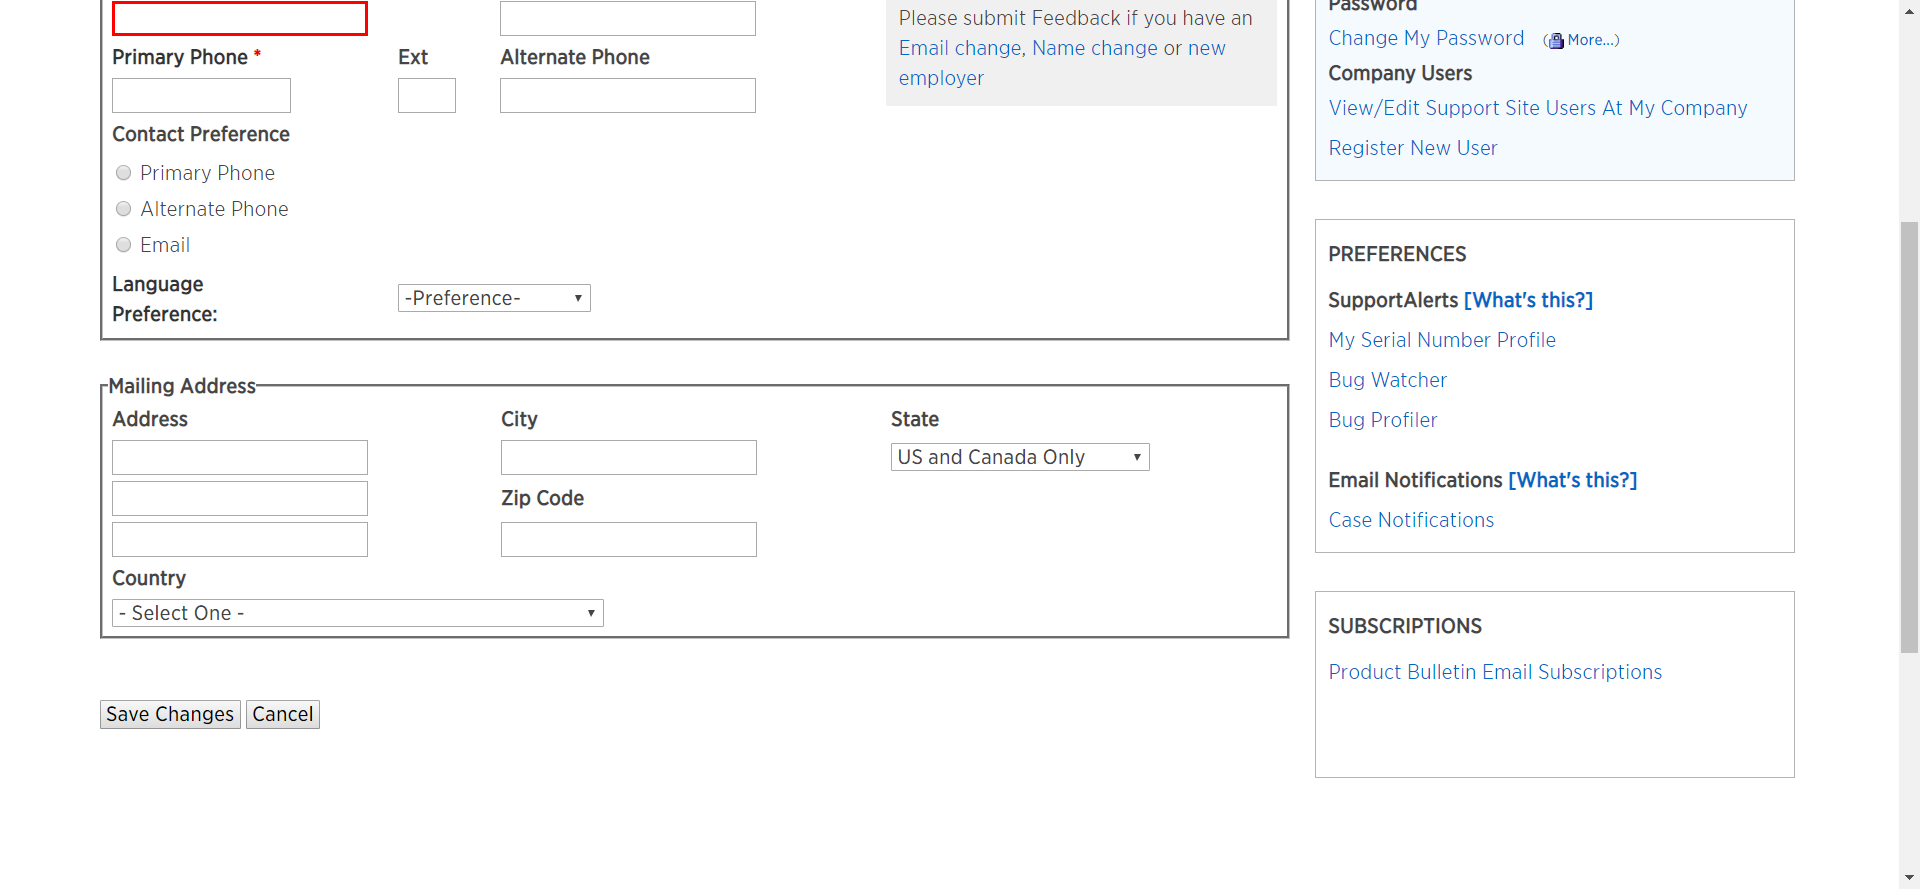 Primary Phone *
Ext
Alternate Phone
Contact Preference
Primary Phone
Alternate Phone
Email
Language
Preference:
-Preference-
Please submit Feedback if you have an
Email change, Name change or new
employer
Mailing Address
Address
City
State
US and Canada Only
Zip Code
Country
- Select One -
Save Changes
Cancel
Password
Change My Password (More...)
Company Users
View/Edit Support Site Users At My Company
Register New User
PREFERENCES
SupportAlerts [What's this?]
My Serial Number Profile
Bug Watcher
Bug Profiler
Email Notifications [What's this?]
Case Notifications
SUBSCRIPTIONS
Product Bulletin Email Subscriptions